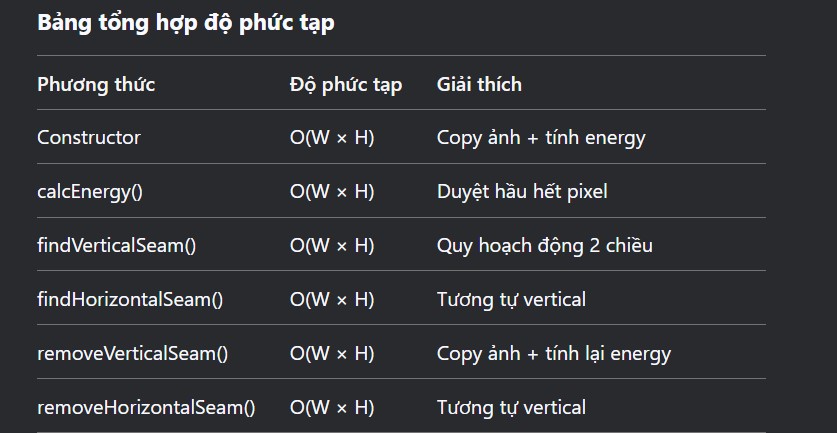 Bảng tổng hợp độ phức tạp
Phương thức Độ phức tạp Giải thích
Constructor O(W × H) Copy ảnh + tính energy
calcEnergy() O(W × H) Duyệt hầu hết pixel
findVerticalSeam() O(W × H) Quy hoạch động 2 chiều
findHorizontalSeam() O(W × H) Tương tự vertical
removeVerticalSeam() O(W × H) Copy ảnh + tính lại energy
removeHorizontalSeam() O(W × H) Tương tự vertical